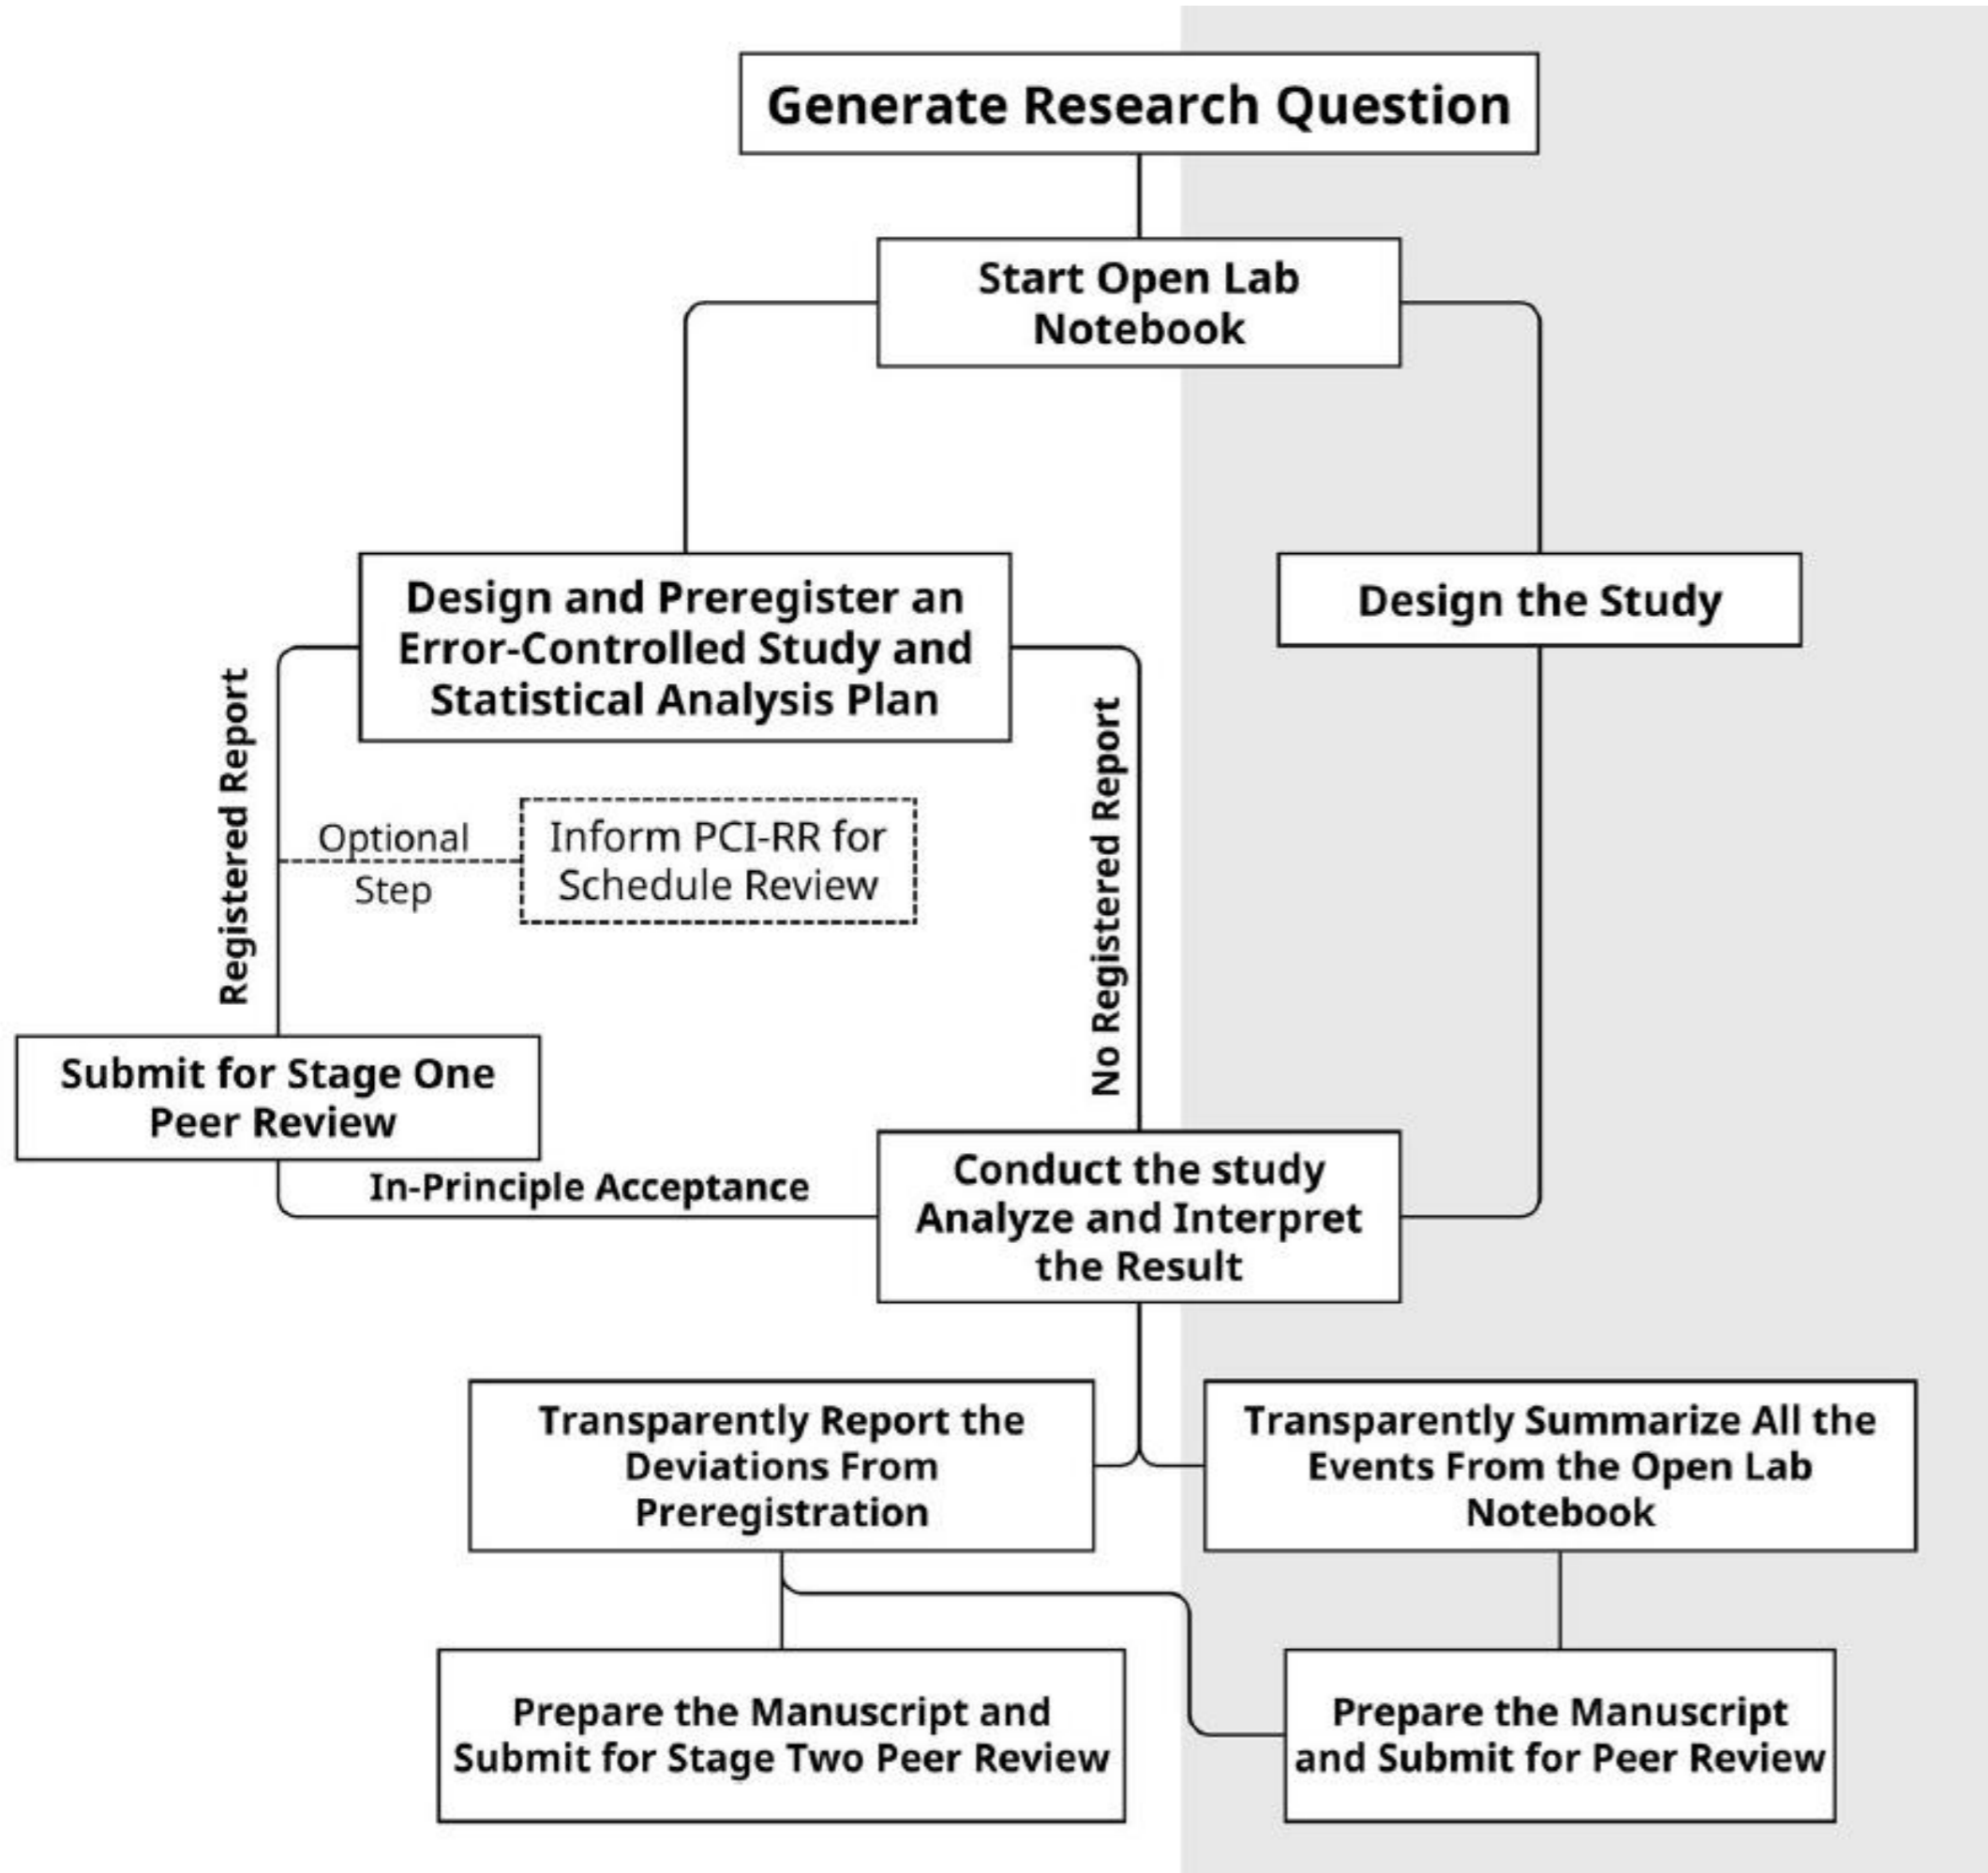 Generate Research Question
Start Open Lab
Notebook
Design and Preregister an
Error-Controlled Study and
Statistical Analysis Plan
Design the Study
Registered Report
Optional
Step
Inform PCI-RR for
Schedule Review
No Registered Report
Submit for Stage One
Peer Review
In-Principle Acceptance
Conduct the study
Analyze and Interpret
the Result
Transparently Report the
Deviations From
Preregistration
Transparently Summarize All the
Events From the Open Lab
Notebook
Prepare the Manuscript and
Submit for Stage Two Peer Review
Prepare the Manuscript
and Submit for Peer Review